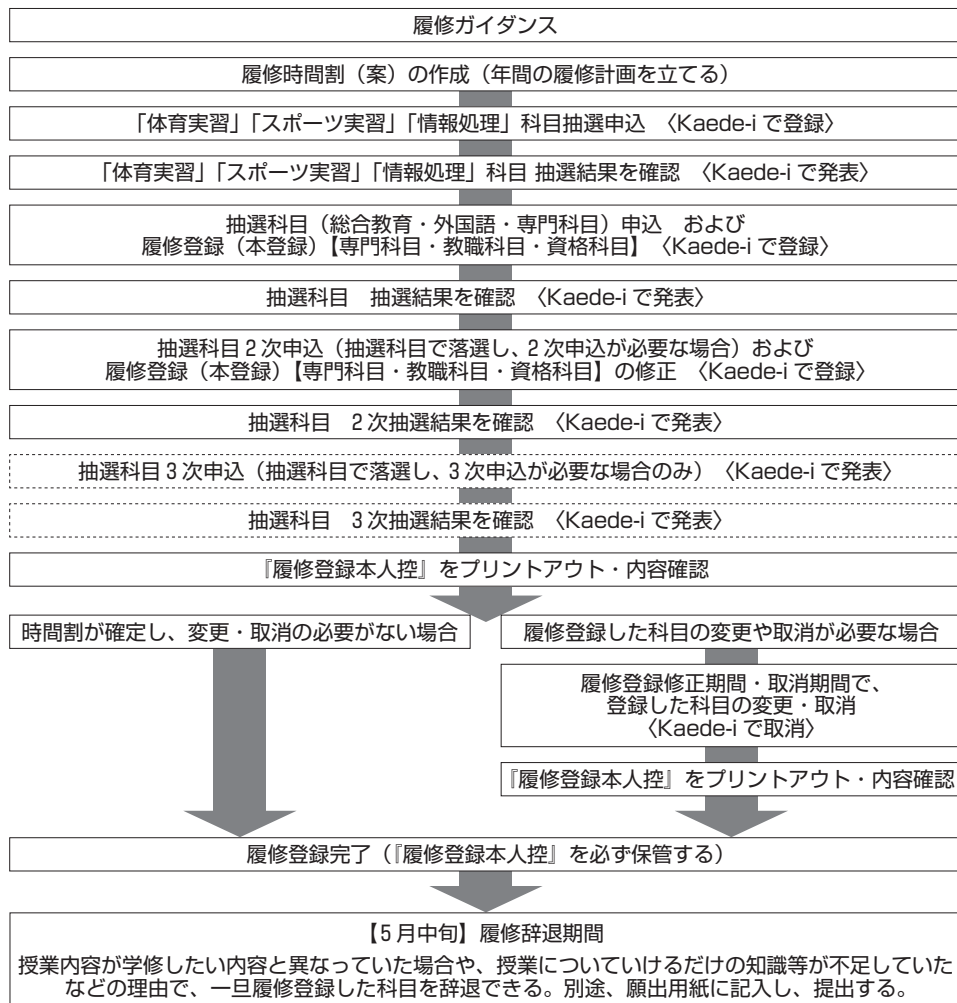 履修ガイダンス
履修時間割（案）の作成（年間の履修計画を立てる）
「体育実習」「スポーツ実習」「情報処理」科目抽選申込　〈Kaede-i で登録〉
「体育実習」「スポーツ実習」「情報処理」科目 抽選結果を確認　〈Kaede-i で発表〉
抽選科目（総合教育・外国語・専門科目）申込　および
履修登録（本登録）【専門科目・教職科目・資格科目】〈Kaede-i で登録〉
抽選科目　抽選結果を確認　〈Kaede-i で発表〉
抽選科目２次申込（抽選科目で落選し、２次申込が必要な場合）および
履修登録（本登録）【専門科目・教職科目・資格科目】の修正　〈Kaede-i で登録〉
抽選科目　２次抽選結果を確認　〈Kaede-i で発表〉
抽選科目３次申込（抽選科目で落選し、３次申込が必要な場合のみ）〈Kaede-i で発表〉
抽選科目　３次抽選結果を確認　〈Kaede-i で発表〉
『履修登録本人控』をプリントアウト・内容確認
時間割が確定し、変更・取消の必要がない場合
履修登録した科目の変更や取消が必要な場合
履修登録修正期間・取消期間で、
登録した科目の変更・取消
〈Kaede-i で取消〉
『履修登録本人控』をプリントアウト・内容確認
履修登録完了（『履修登録本人控』を必ず保管する）
【５月中旬】履修辞退期間
授業内容が学修したい内容と異なっていた場合や、授業についていけるだけの知識等が不足していた
などの理由で、一旦履修登録した科目を辞退できる。別途、願出用紙に記入し、提出する。